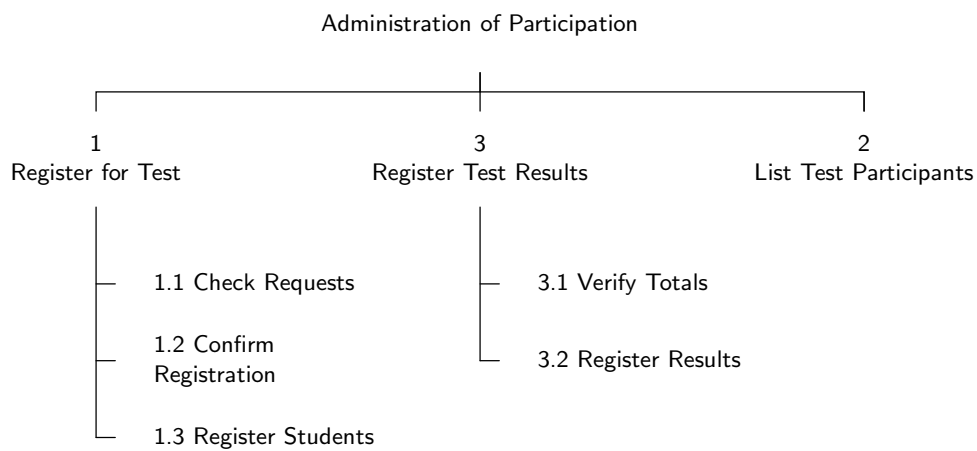 Administration of Participation
1
Register for Test
3
Register Test Results
2
List Test Participants
1.1 Check Requests
1.2 Confirm
Registration
1.3 Register Students
3.1 Verify Totals
3.2 Register Results